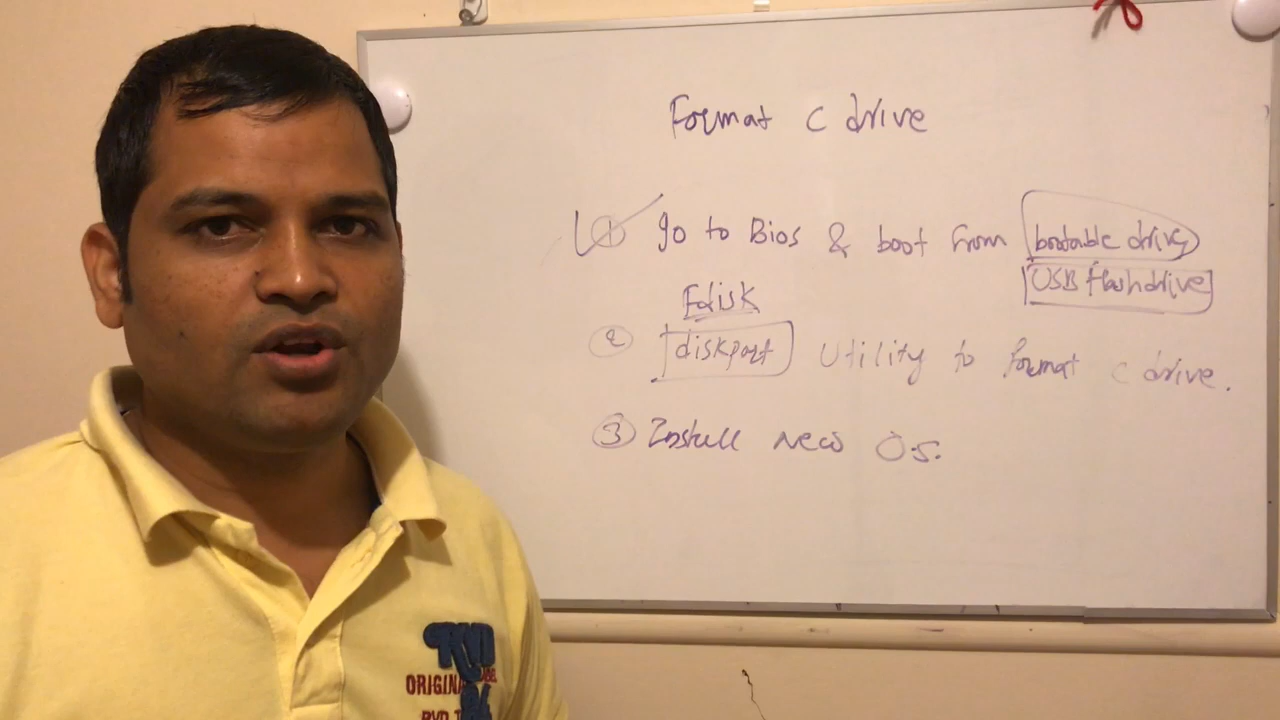 Format c drive
① go to Bios & boot from bootable drive
USB flashdrive
Fdisk
② diskpart Utility to format c drive.
③ Install new O.S.
ORIGINAL